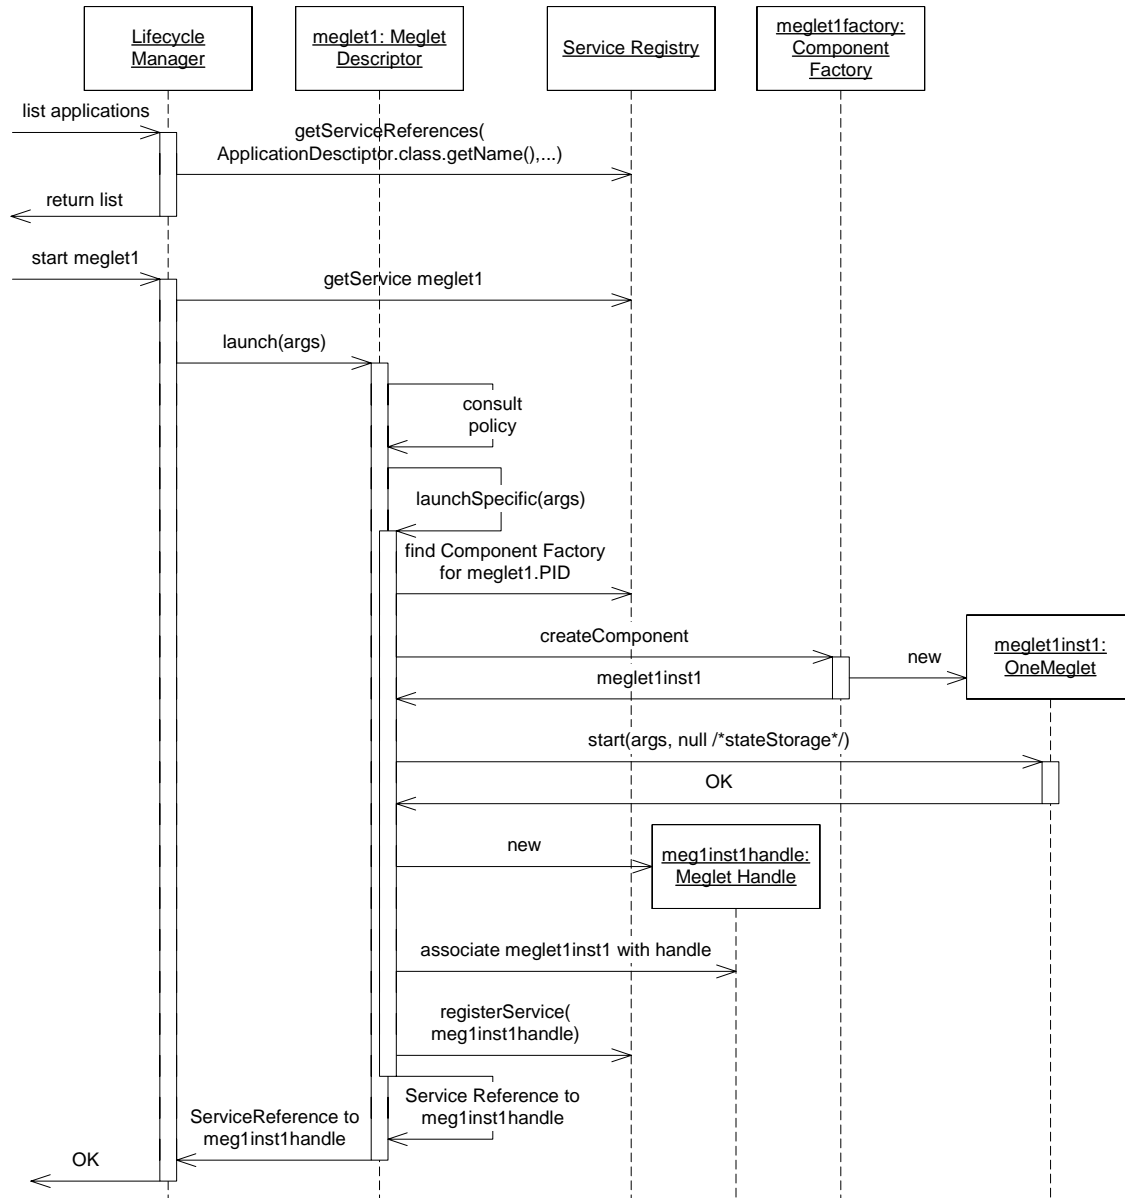 Lifecycle
Manager
meglet1: Meglet
Descriptor
Service Registry
meglet1factory:
Component
Factory
list applications
getServiceReferences(
ApplicationDesctiptor.class.getName(),...)
return list
start meglet1
getService meglet1
launch(args)
consult
policy
launchSpecific(args)
find Component Factory
for meglet1.PID
createComponent
new
meglet1inst1:
OneMeglet
meglet1inst1
start(args, null /*stateStorage*/)
OK
new
meg1inst1handle:
Meglet Handle
associate meglet1inst1 with handle
registerService(
meg1inst1handle)
Service Reference to
meg1inst1handle
ServiceReference to
meg1inst1handle
OK